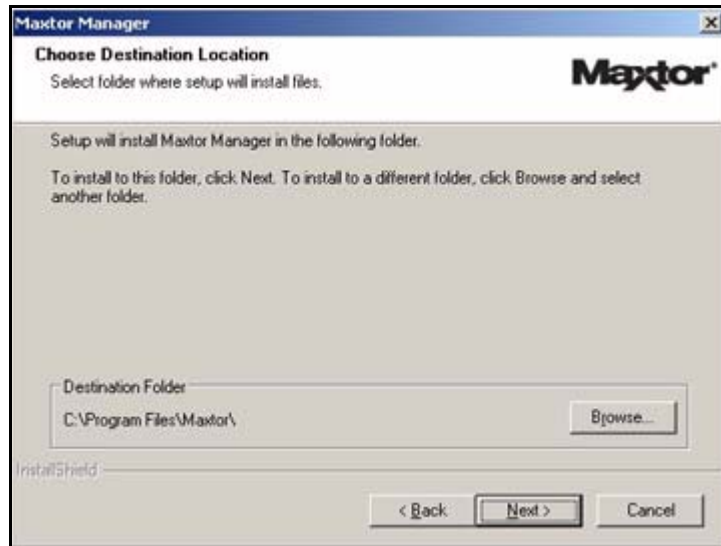 Maxtor Manager
Choose Destination Location
Select folder where setup will install files.
Maxtor
Setup will install Maxtor Manager in the following folder.
To install to this folder, click Next. To install to a different folder, click Browse and select
another folder.
Destination Folder
C:\Program Files\Maxtor\
Browse...
InstallShield
< Back
Next >
Cancel